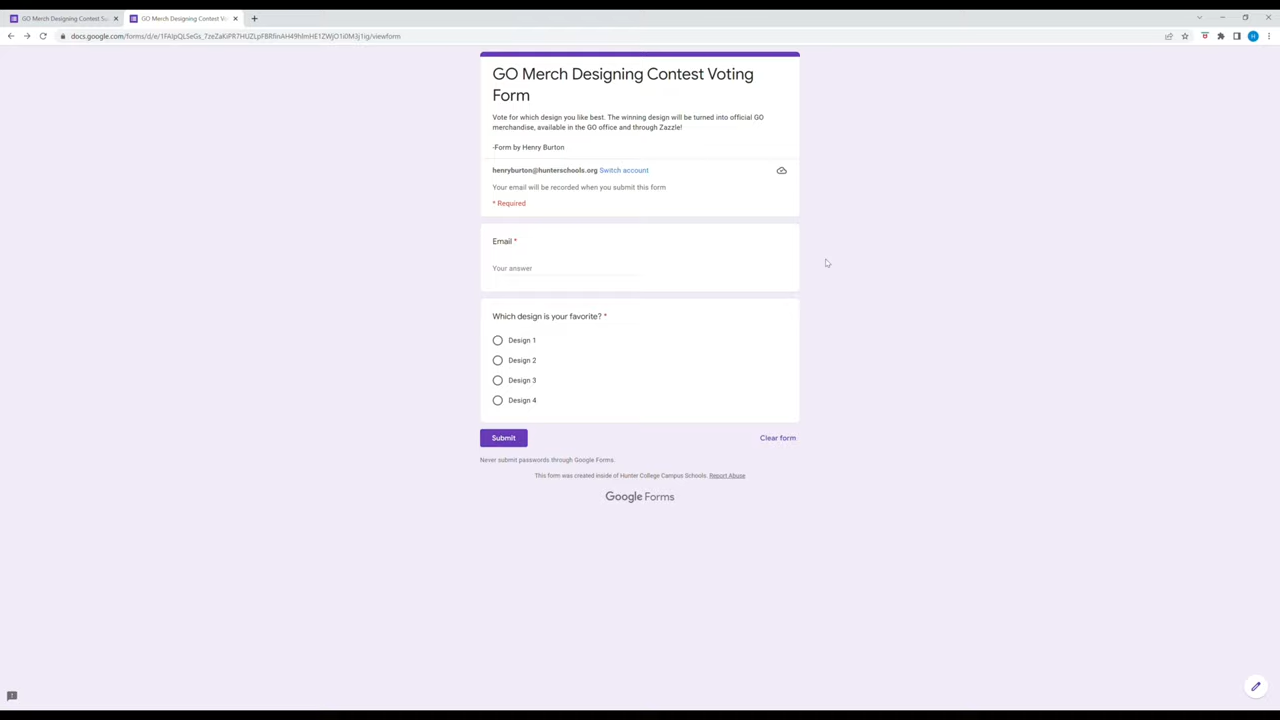 GO Merch Designing Contest Su
GO Merch Designing Contest Vo
docs.google.com/forms/d/e/1FAIpQLSeGs_7zeZaKiPR7HUZLpFBRfinAH49hlmHE1ZWjO1i0M3j1ig/viewform
H
GO Merch Designing Contest Voting
Form
Vote for which design you like best. The winning design will be turned into official GO
merchandise, available in the GO office and through Zazzle!
-Form by Henry Burton
henryburton@hunterschools.org Switch account
Your email will be recorded when you submit this form
* Required
Email *
Your answer
Which design is your favorite? *
Design 1
Design 2
Design 3
Design 4
Submit
Clear form
Never submit passwords through Google Forms.
This form was created inside of Hunter College Campus Schools. Report Abuse
Google Forms